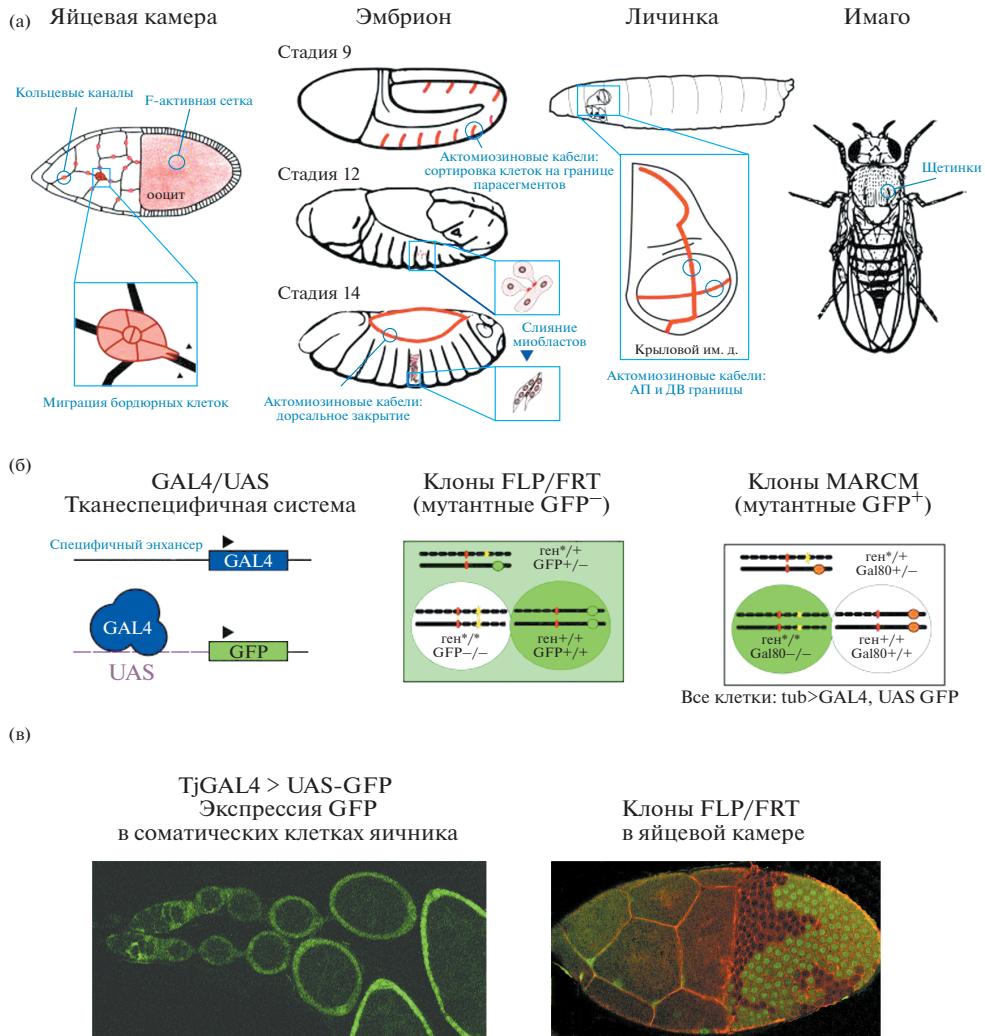 (а)
Яйцевая камера
Эмбрион
Личинка
Имаго
Стадия 9
Кольцевые каналы
F-активная сетка
ооцит
Миграция бордюрных клеток
Актомиозиновые кабели:
сортировка клеток на границе
парасегментов
Стадия 12
Стадия 14
Слияние
миобластов
Актомиозиновые кабели:
дорсальное закрытие
Крыловой им. д.
Актомиозиновые кабели:
АП и ДВ границы
Щетинки
(б)
GAL4/UAS
Тканеспецифичная система
Специфичный энхансер
GAL4
GAL4
UAS
GFP
Клоны FLP/FRT
(мутантные GFP−)
ген*/+
GFP+/−
ген*/*
GFP−/−
ген+/+
GFP+/+
Клоны MARCM
(мутантные GFP+)
ген*/+
Gal80+/−
ген*/*
Gal80−/−
ген+/+
Gal80+/+
Все клетки: tub>GAL4, UAS GFP
(в)
TjGAL4 > UAS-GFP
Экспрессия GFP
в соматических клетках яичника
Клоны FLP/FRT
в яйцевой камере